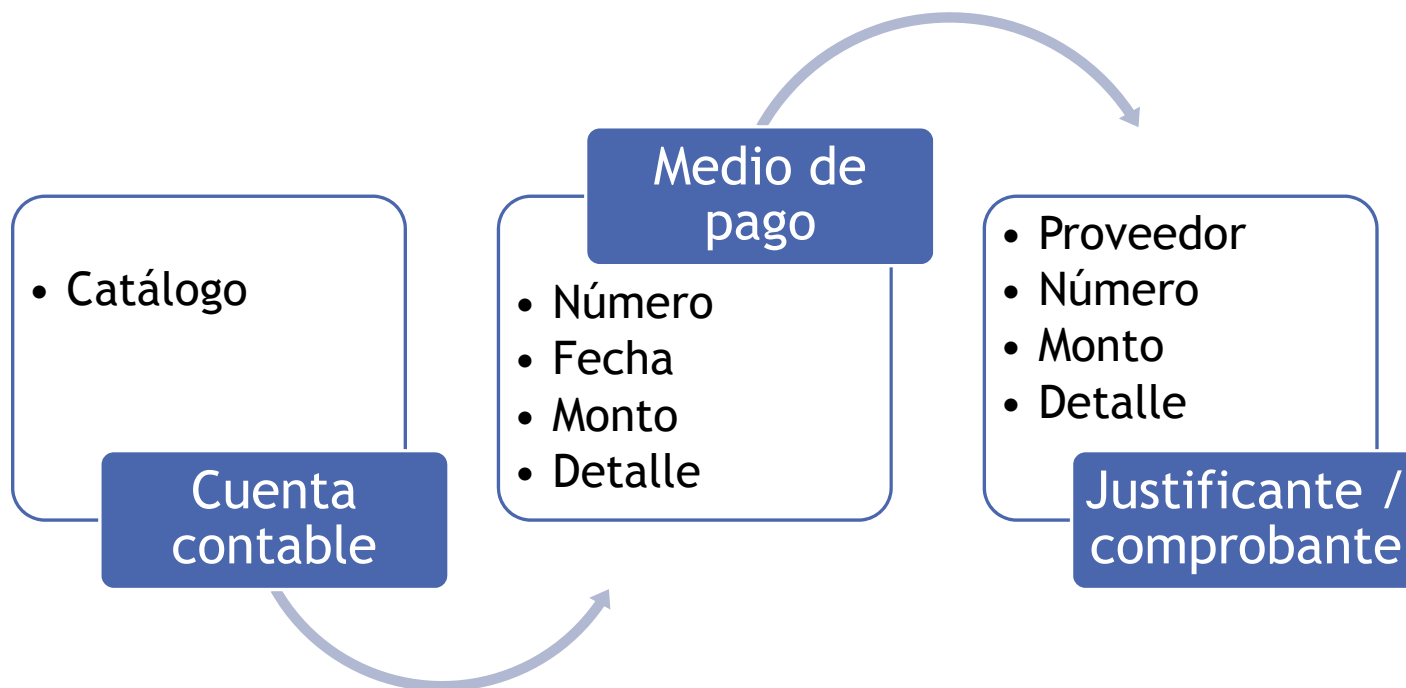 • Catálogo
Cuenta
contable
Medio de
pago
• Número
• Fecha
• Monto
• Detalle
• Proveedor
• Número
• Monto
• Detalle
Justificante /
comprobante